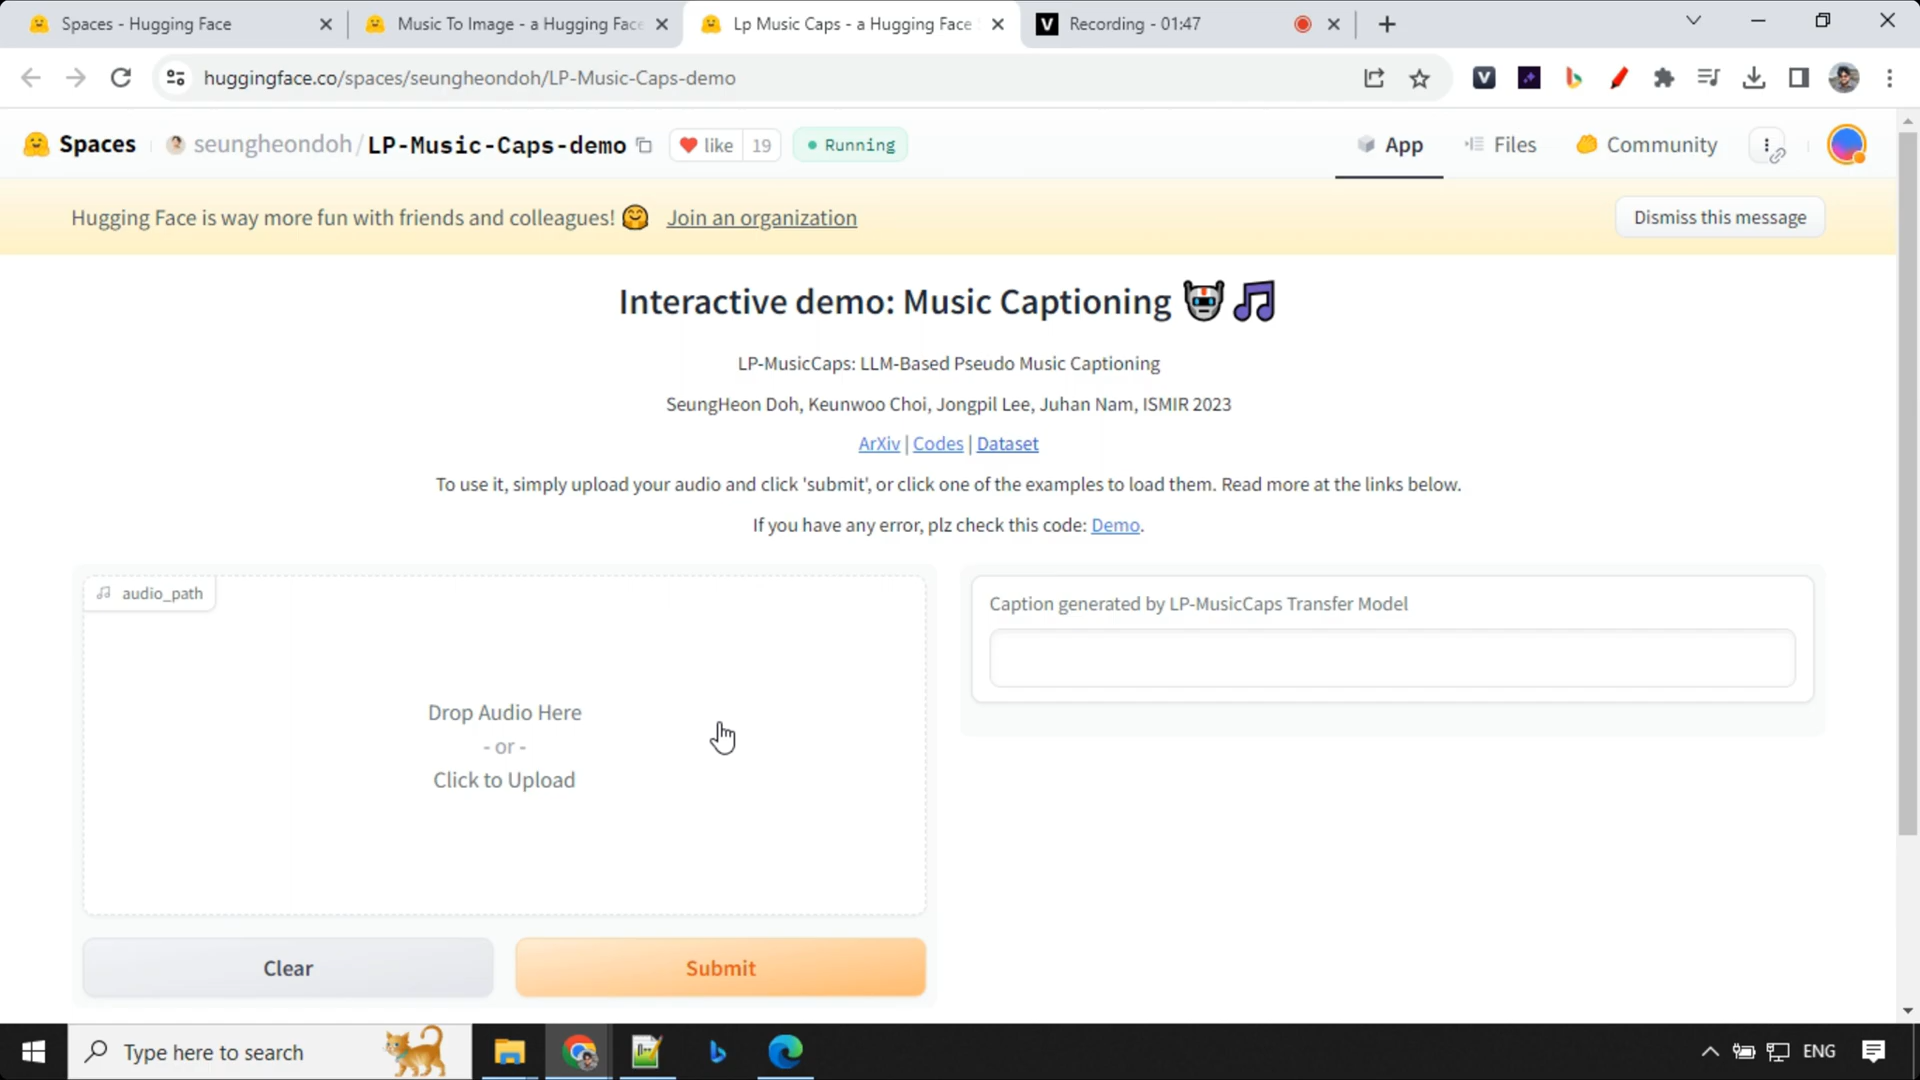 Spaces - Hugging Face
Music To Image - a Hugging Face
Lp Music Caps - a Hugging Face
Recording - 01:47
huggingface.co/spaces/seungheondoh/LP-Music-Caps-demo
Spaces
seungheondoh/LP-Music-Caps-demo
like 19
Running
App
Files
Community
Hugging Face is way more fun with friends and colleagues! 🤗 Join an organization
Dismiss this message
Interactive demo: Music Captioning 🤖🎵
LP-MusicCaps: LLM-Based Pseudo Music Captioning
SeungHeon Doh, Keunwoo Choi, Jongpil Lee, Juhan Nam, ISMIR 2023
ArXiv | Codes | Dataset
To use it, simply upload your audio and click 'submit', or click one of the examples to load them. Read more at the links below.
If you have any error, plz check this code: Demo.
audio_path
Drop Audio Here
- or -
Click to Upload
Caption generated by LP-MusicCaps Transfer Model
Clear
Submit
Type here to search
ENG